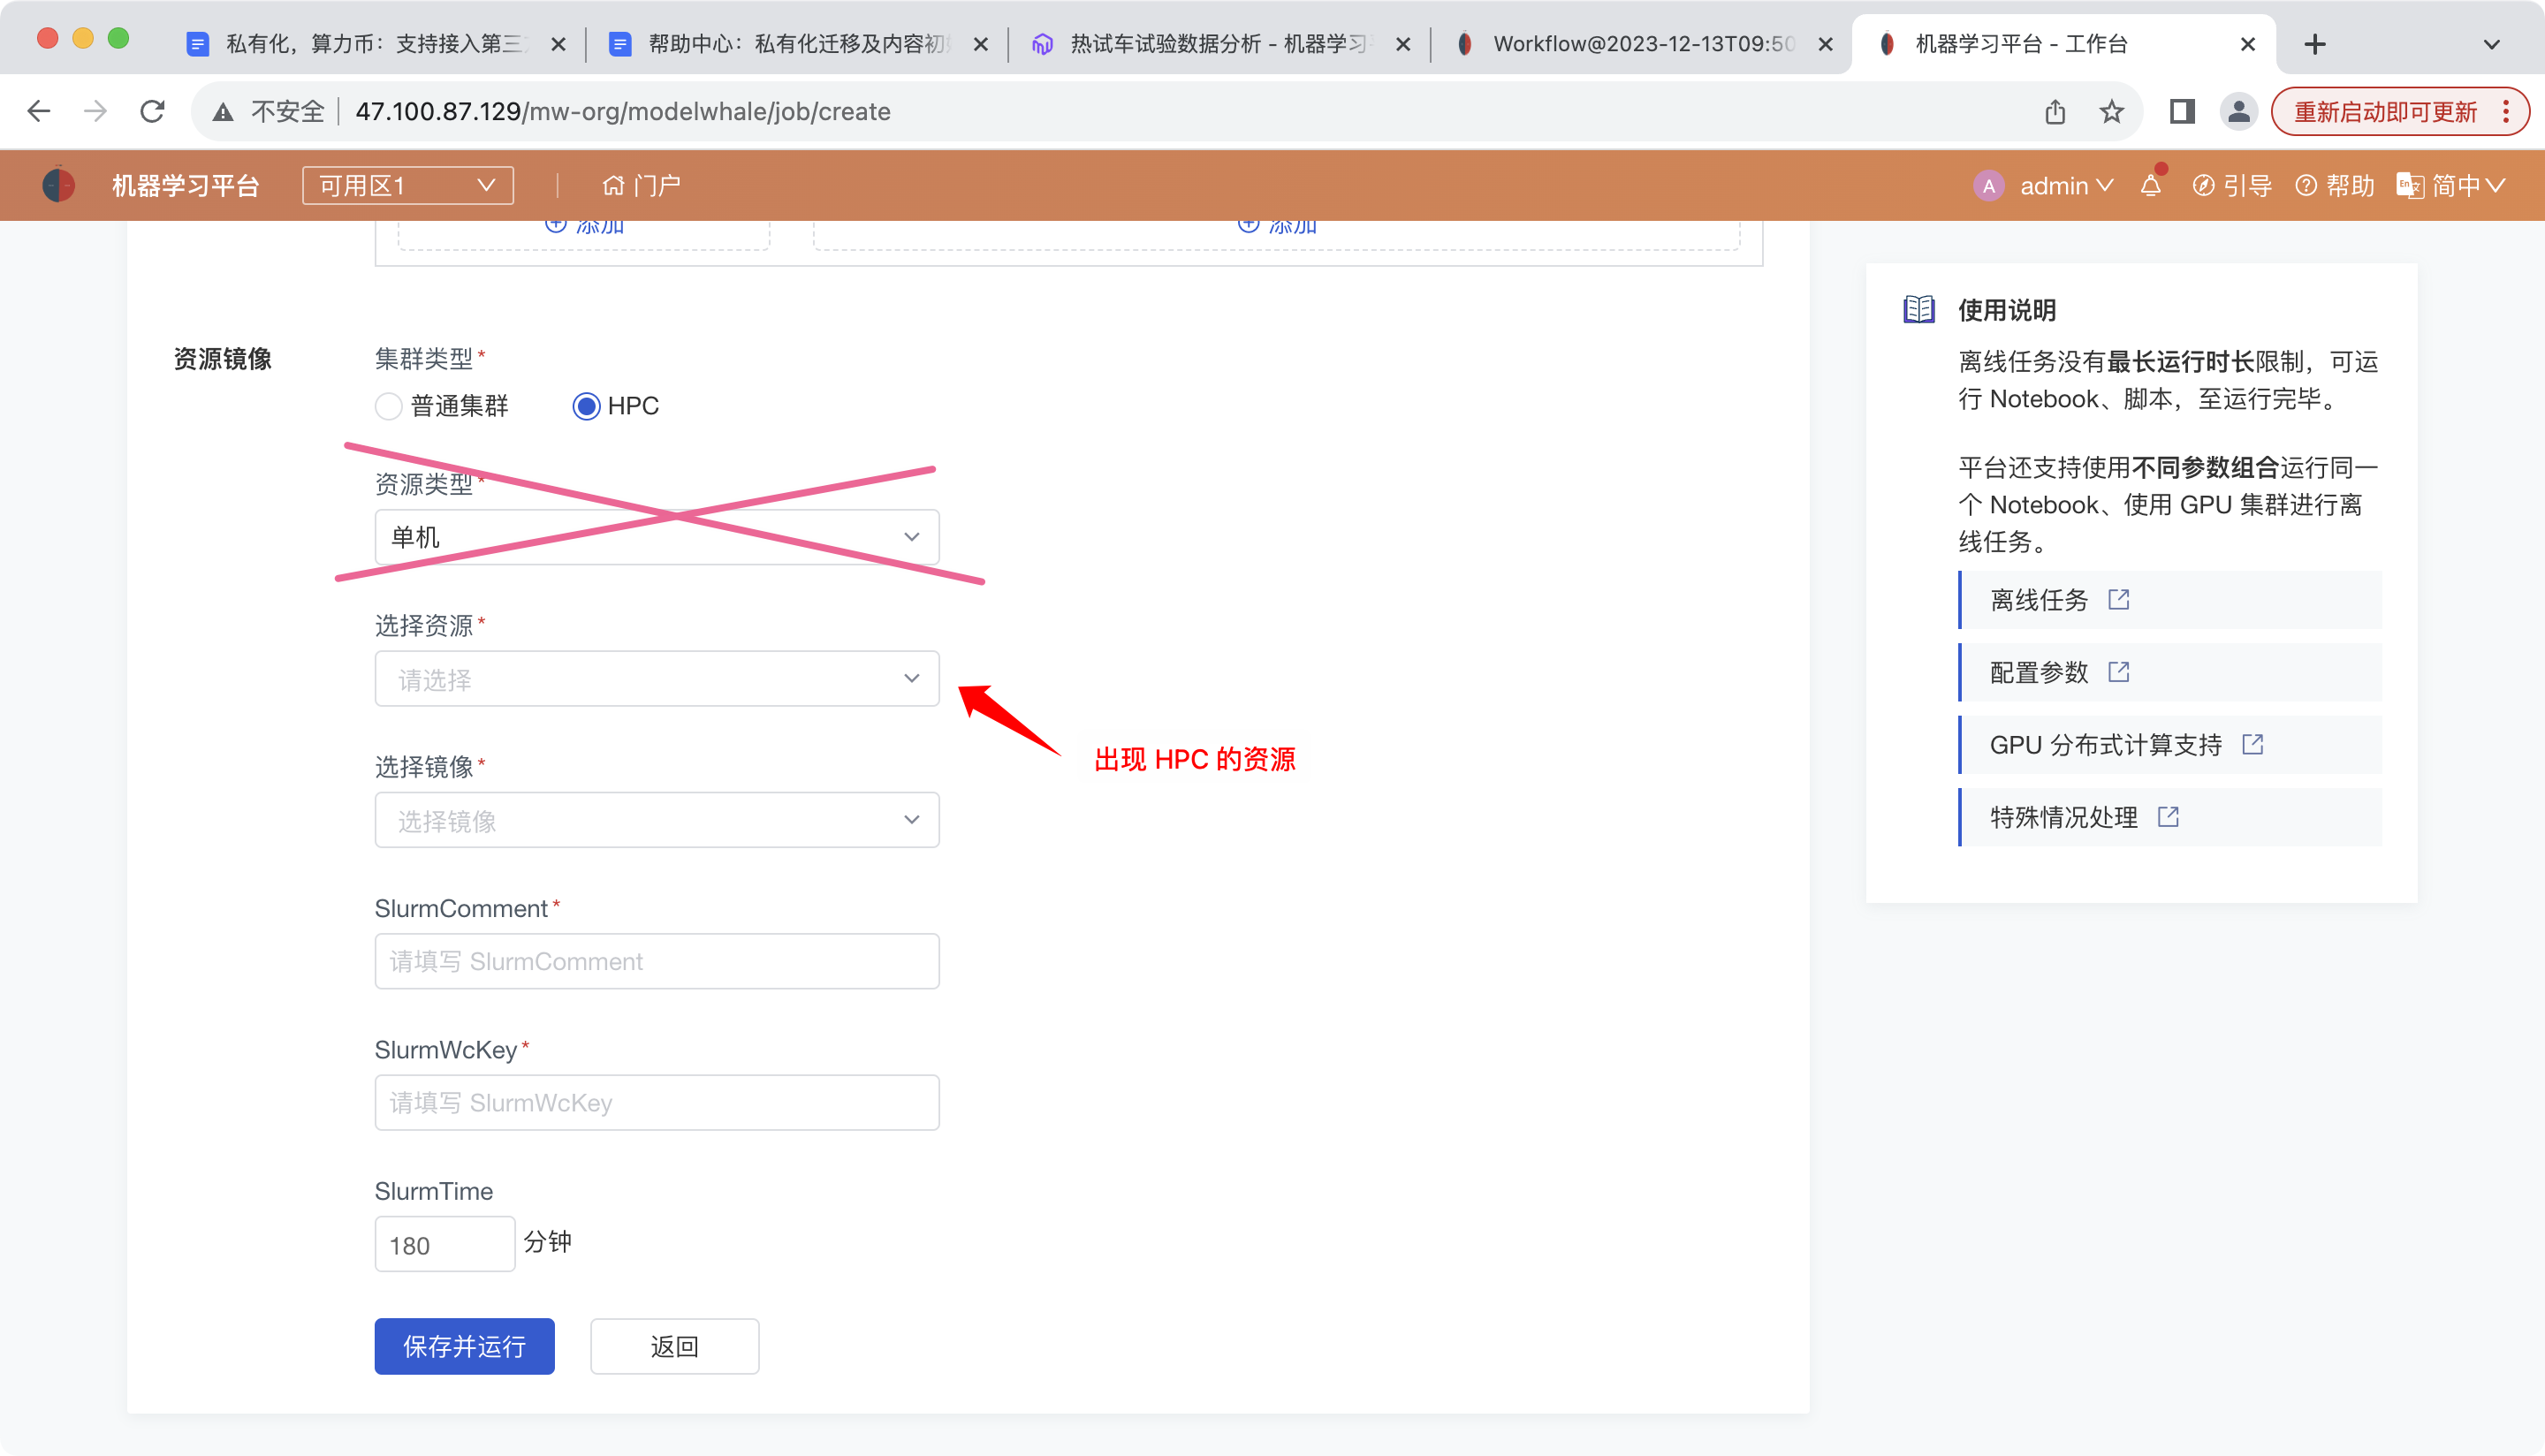 私有化，算力币：支持接入第三
帮助中心：私有化迁移及内容初
热试车试验数据分析 - 机器学习
Workflow@2023-12-13T09:50
机器学习平台 - 工作台
不安全
47.100.87.129/mw-org/modelwhale/job/create
重新启动即可更新
机器学习平台
可用区1
门户
A
admin
引导
帮助
简中
添加
添加
资源镜像
集群类型*
普通集群
HPC
资源类型*
单机
选择资源*
请选择
出现 HPC 的资源
选择镜像*
选择镜像
SlurmComment*
请填写 SlurmComment
SlurmWcKey*
请填写 SlurmWcKey
SlurmTime
180
分钟
保存并运行
返回
使用说明
离线任务没有最长运行时长限制，可运
行 Notebook、脚本，至运行完毕。
平台还支持使用不同参数组合运行同一
个 Notebook、使用 GPU 集群进行离
线任务。
离线任务
配置参数
GPU 分布式计算支持
特殊情况处理